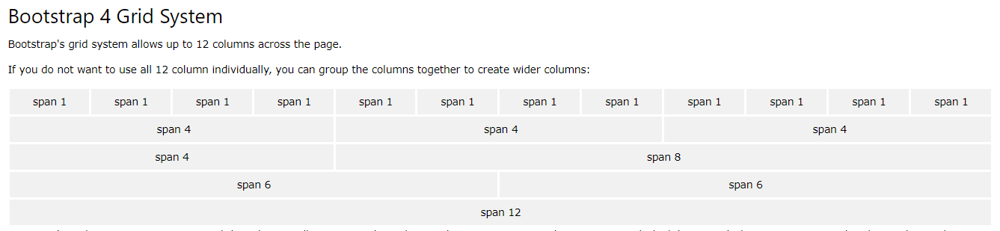 Bootstrap 4 Grid System
Bootstrap's grid system allows up to 12 columns across the page.
If you do not want to use all 12 column individually, you can group the columns together to create wider columns:
span 1 span 1 span 1 span 1 span 1 span 1 span 1 span 1 span 1 span 1 span 1 span 1
span 4 span 4 span 4
span 4 span 8
span 6 span 6
span 12